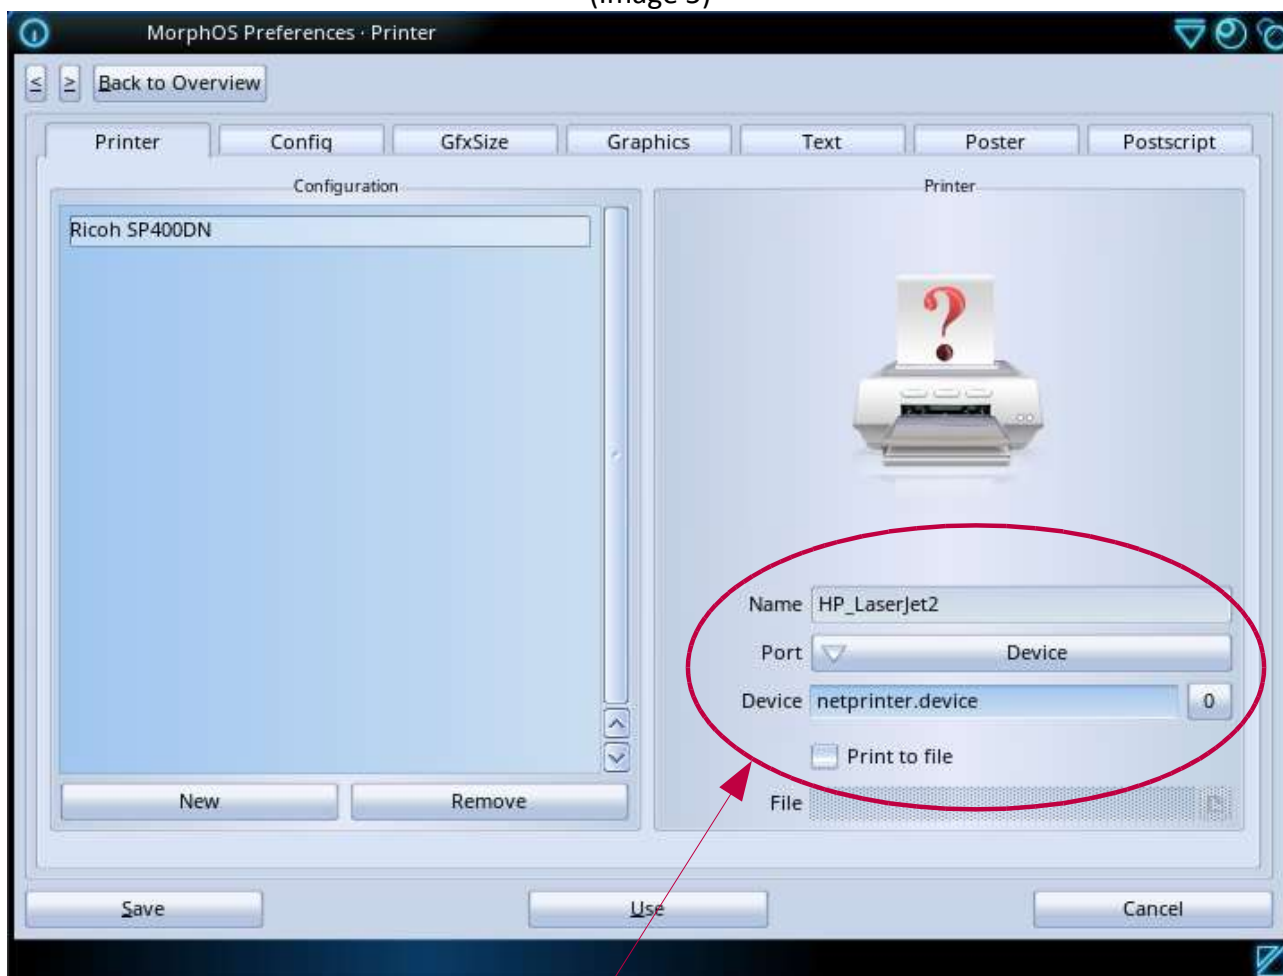 (Image 3)
MorphOS Preferences · Printer
< > Back to Overview
Printer Config GfxSize Graphics Text Poster Postscript
Configuration
Printer
Ricoh SP400DN
?
Name HP_LaserJet2
Port Device
Device netprinter.device 0
Print to file
New Remove
File
Save Use Cancel